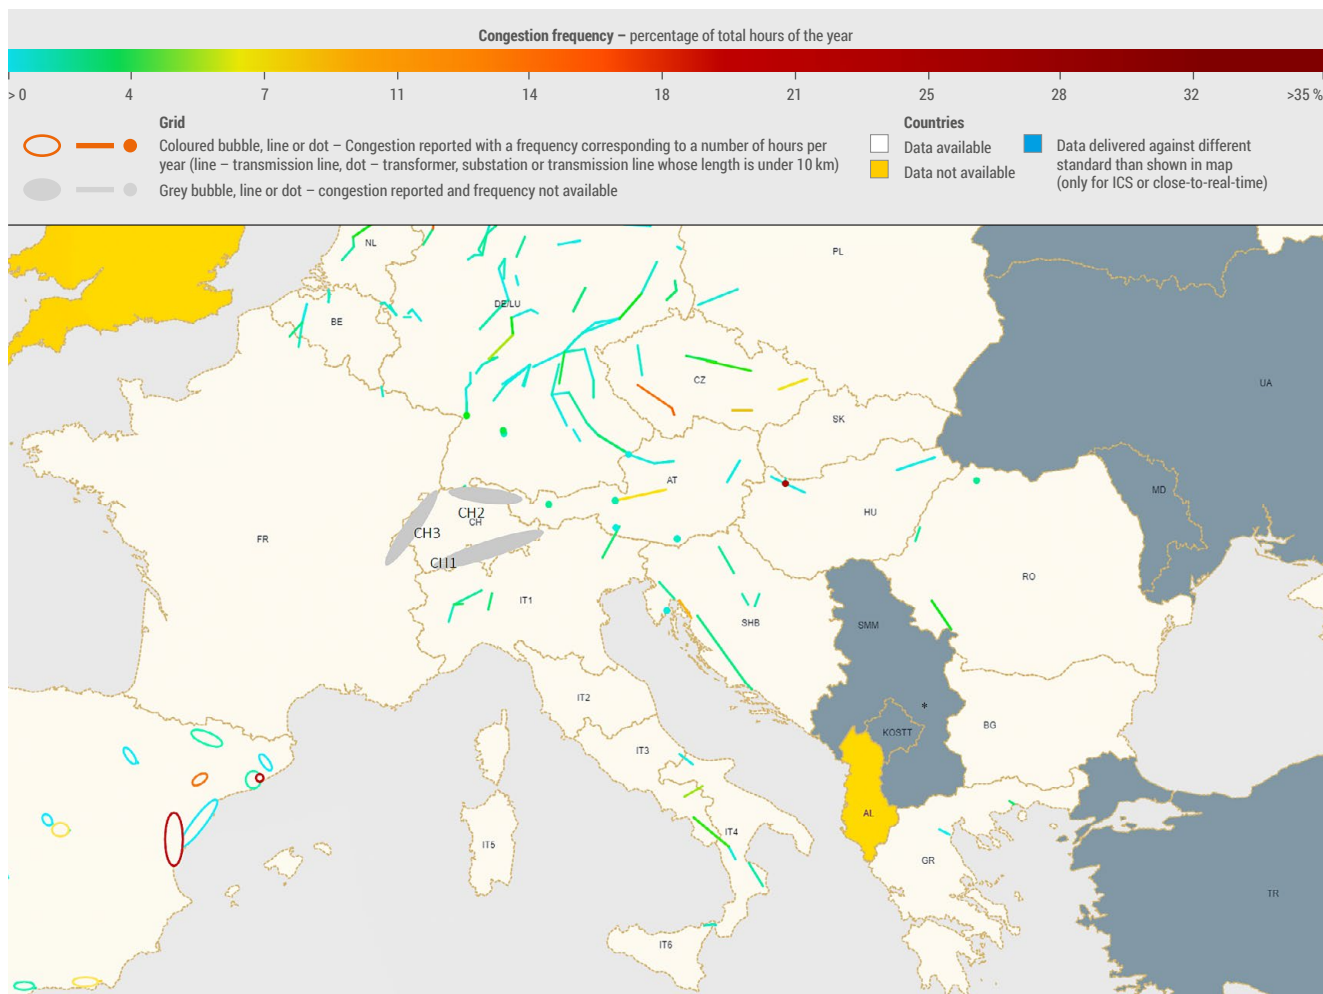 Congestion frequency – percentage of total hours of the year
> 0 4 7 11 14 18 21 25 28 32 >35 %
Grid
Coloured bubble, line or dot – Congestion reported with a frequency corresponding to a number of hours per
year (line – transmission line, dot – transformer, substation or transmission line whose length is under 10 km)
Grey bubble, line or dot – congestion reported and frequency not available
Countries
Data available
Data not available
Data delivered against different
standard than shown in map
(only for ICS or close-to-real-time)
NL
PL
DE/LU
BE
UA
CZ
SK
AT
MD
CH2
HU
CH
CH3
FR
CH1
RO
IT1
SHB
SMM
IT2
*
BG
KOSTT
IT3
AL
IT4
IT5
GR
TR
IT6